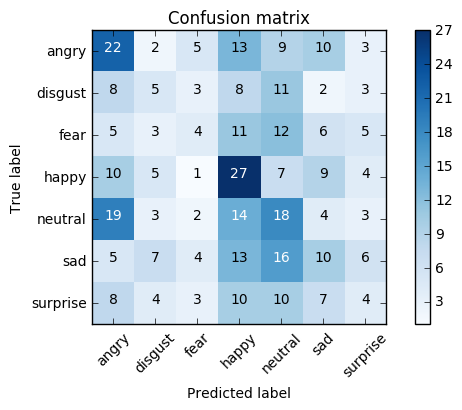 Confusion matrix
True label
angry 22 2 5 13 9 10 3
disgust 8 5 3 8 11 2 3
fear 5 3 4 11 12 6 5
happy 10 5 1 27 7 9 4
neutral 19 3 2 14 18 4 3
sad 5 7 4 13 16 10 6
surprise 8 4 3 10 10 7 4
angry disgust fear happy neutral sad surprise
Predicted label
27
24
21
18
15
12
9
6
3